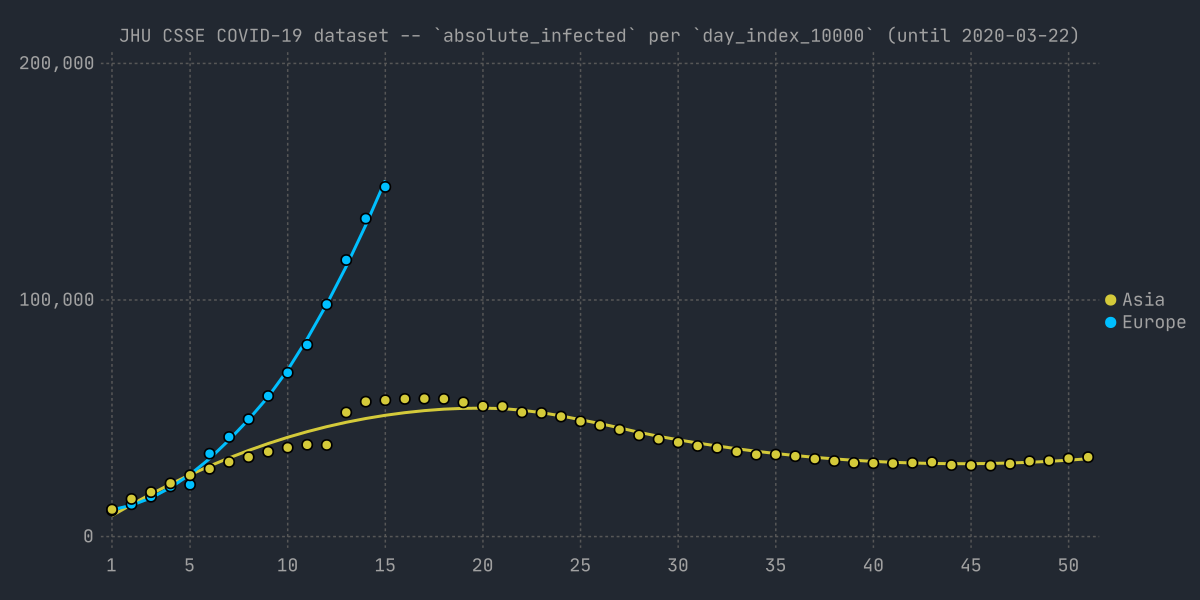 JHU CSSE COVID-19 dataset -- `absolute_infected` per `day_index_10000` (until 2020-03-22)
200,000
100,000
0
1 5 10 15 20 25 30 35 40 45 50
Asia
Europe